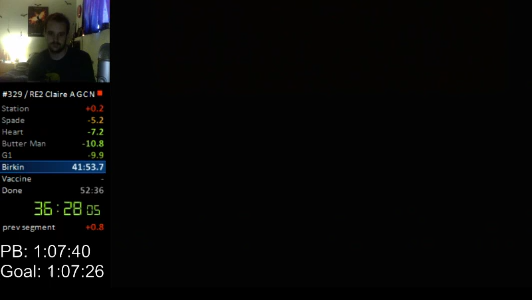 #329 / RE2 Claire A GCN
Station +0.2
Spade -5.2
Heart -7.2
Butter Man -10.8
G1 -9.9
Birkin 41:53.7
Vaccine -
Done 52:36
36:28 05
prev segment +0.8
PB: 1:07:40
Goal: 1:07:26